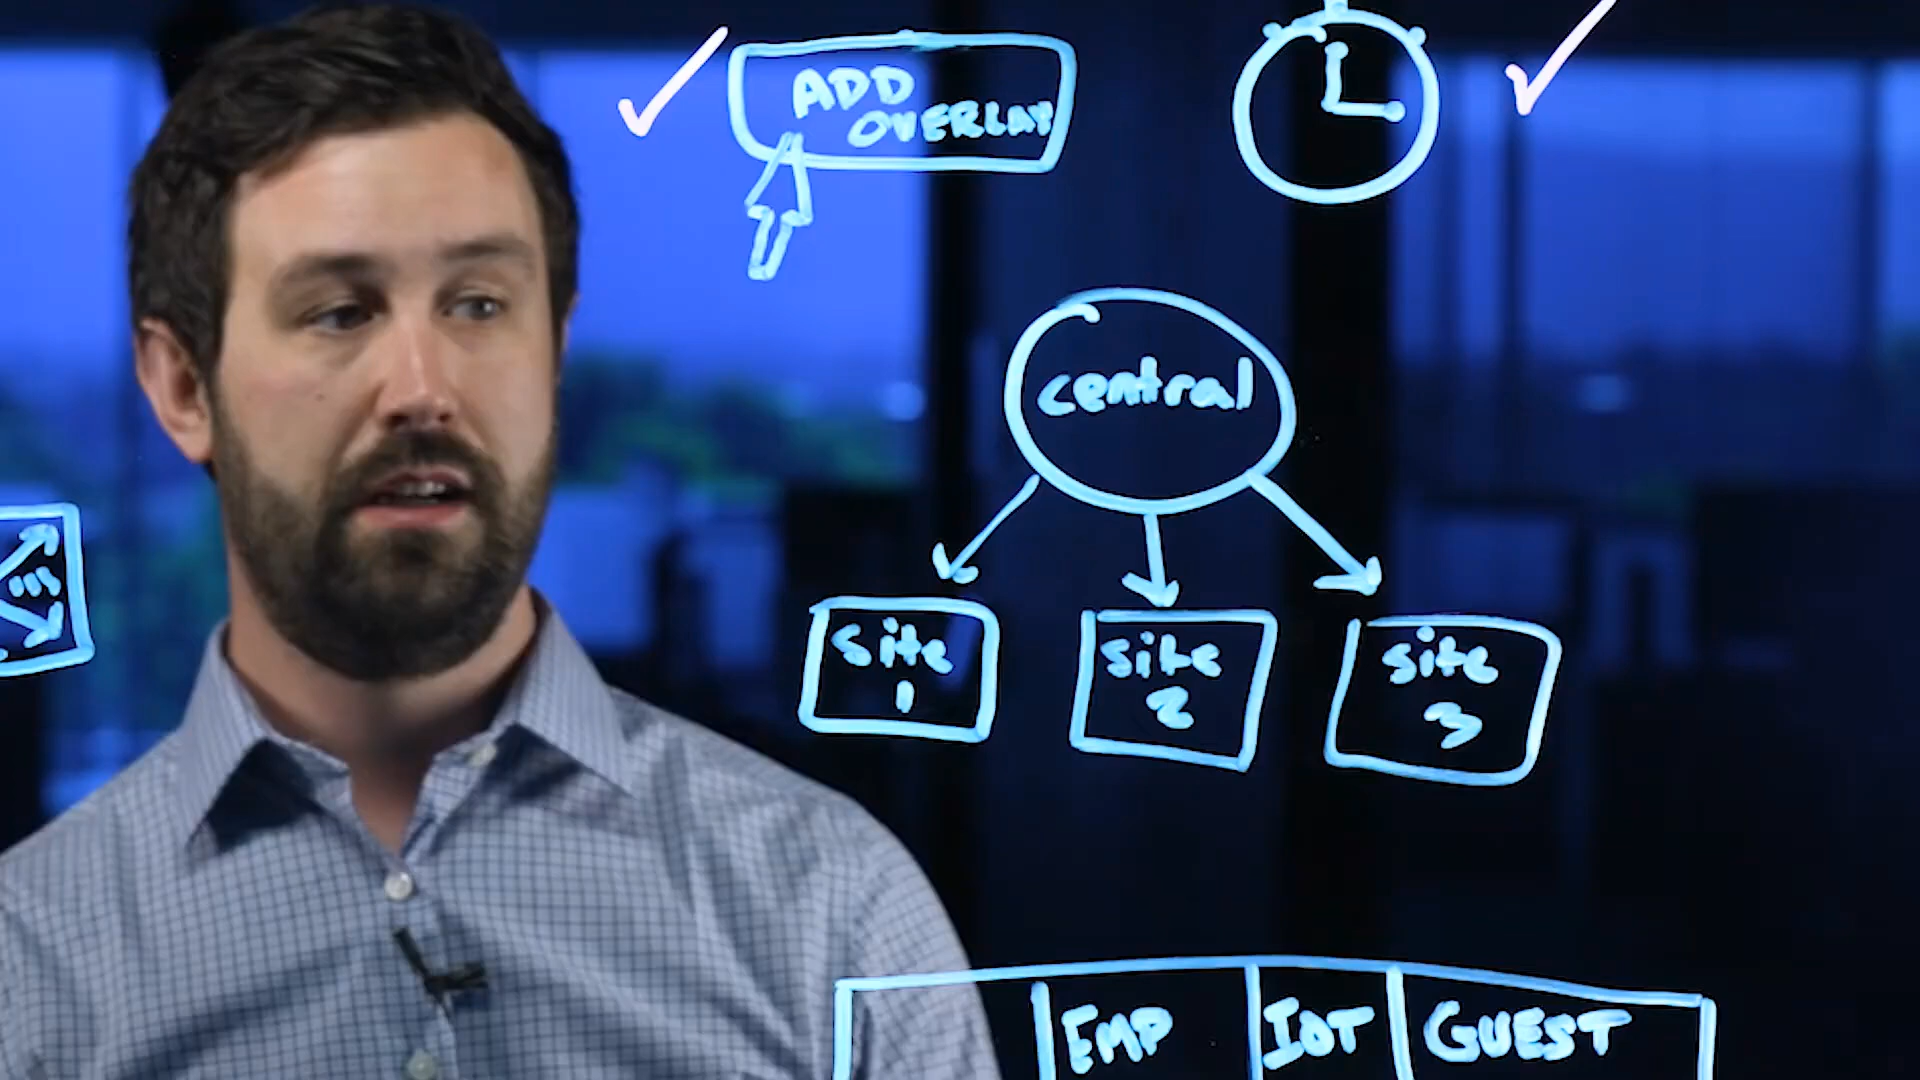 ADD
OVERLAY
central
site
1
site
2
site
3
EMP
IOT
GUEST